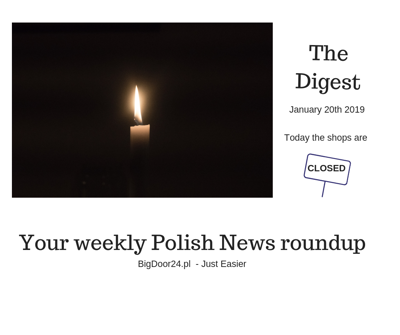 The
Digest
January 20th 2019
Today the shops are
CLOSED
Your weekly Polish News roundup
BigDoor24.pl - Just Easier